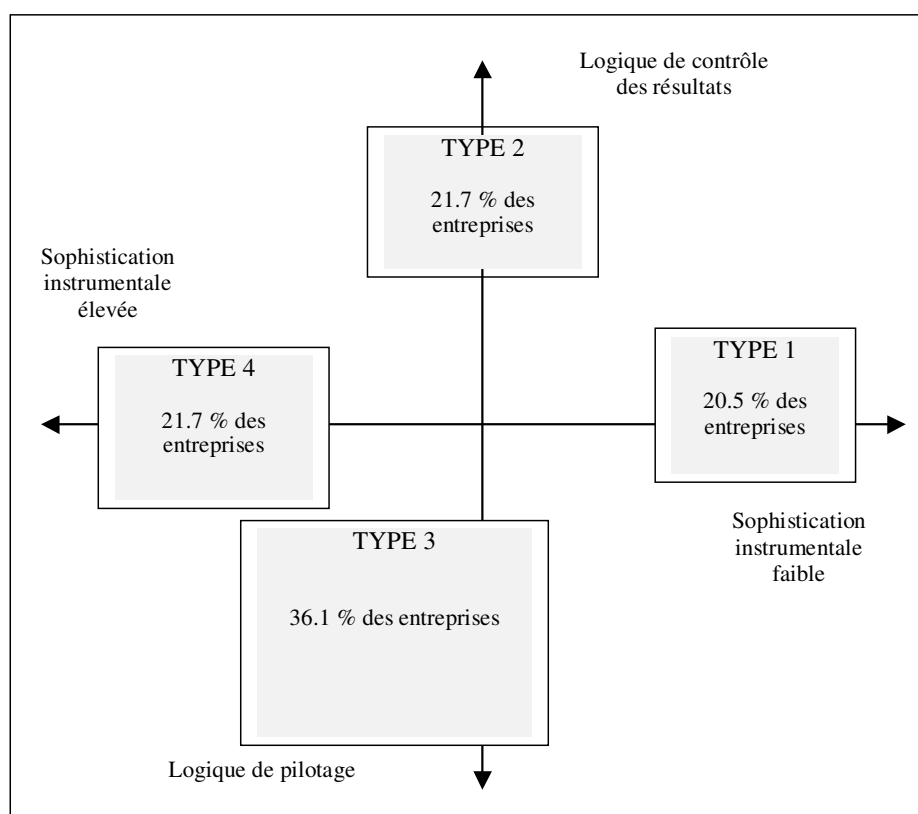 Logique de contrôle
des résultats
TYPE 2
21.7 % des
entreprises
Sophistication
instrumentale
élevée
TYPE 4
21.7 % des
entreprises
TYPE 1
20.5 % des
entreprises
Sophistication
instrumentale
faible
TYPE 3
36.1 % des entreprises
Logique de pilotage